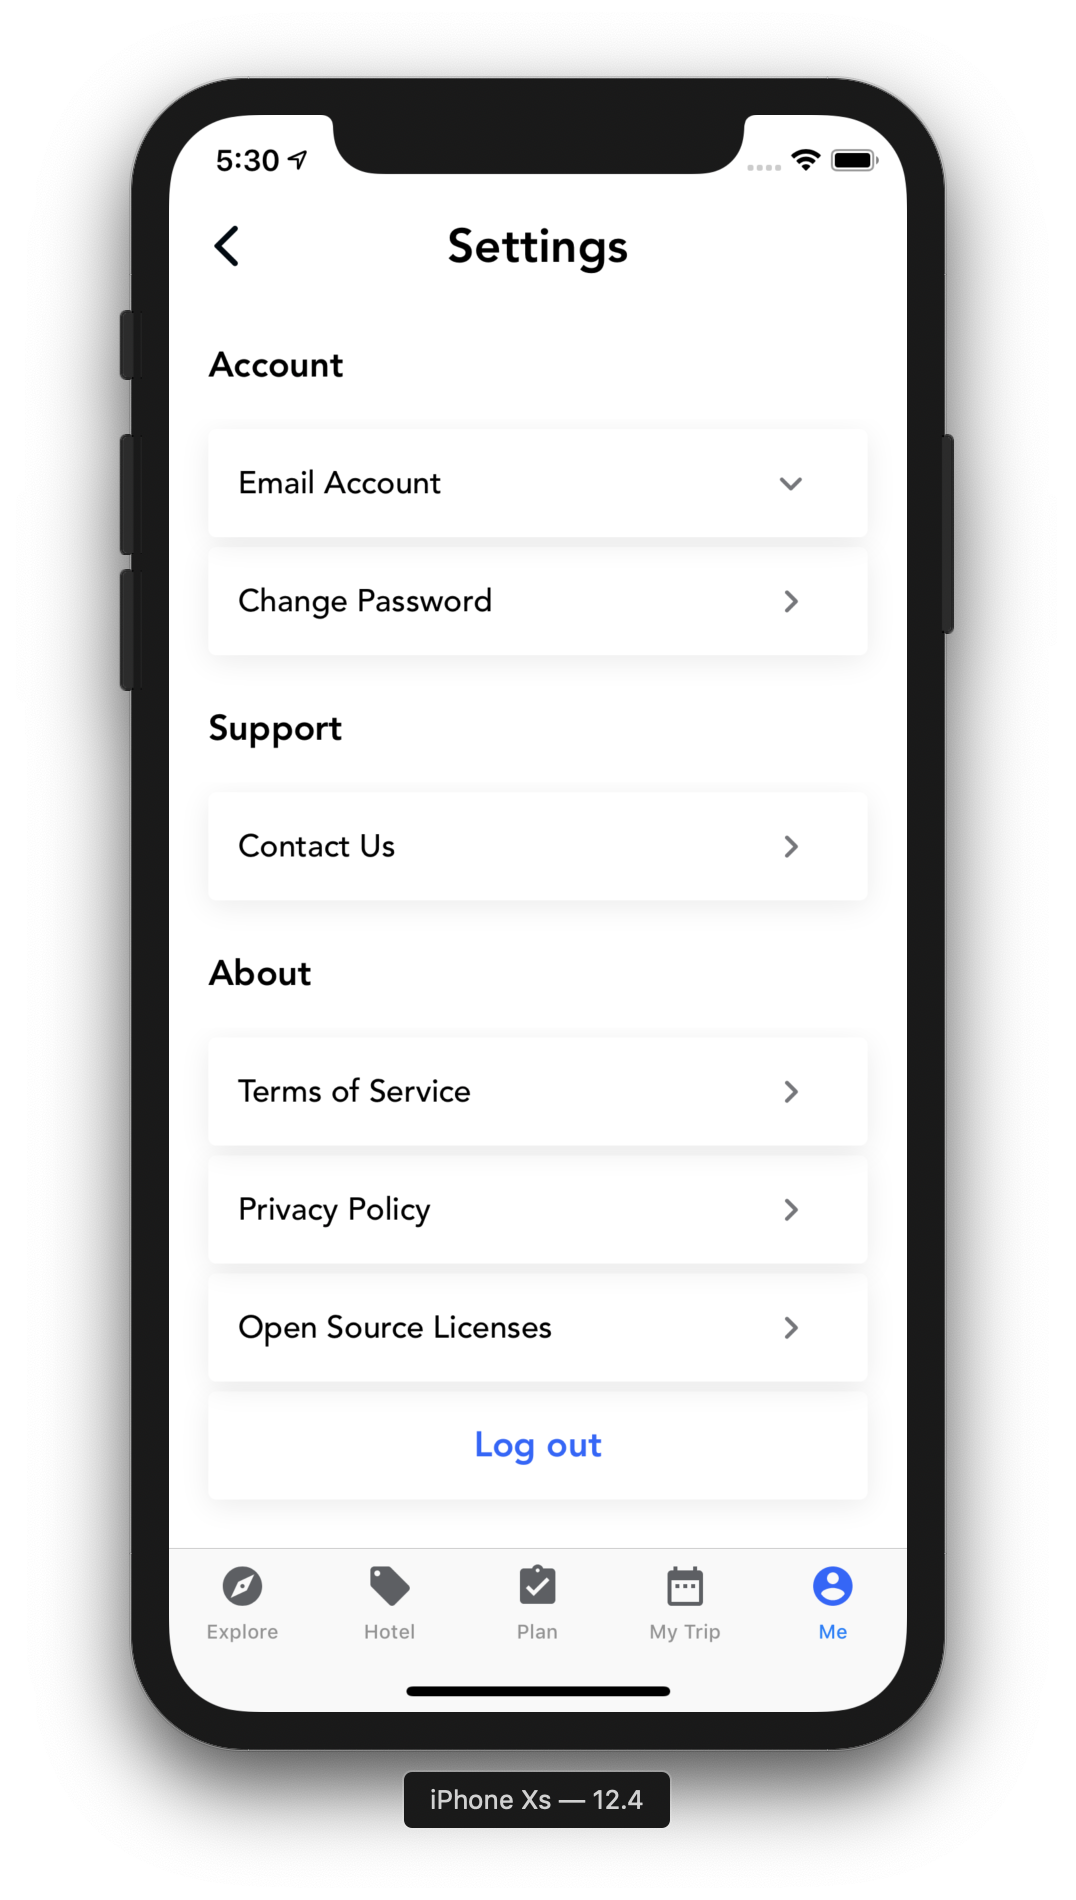 5:30
Settings
Account
Email Account
Change Password
Support
Contact Us
About
Terms of Service
Privacy Policy
Open Source Licenses
Log out
Explore
Hotel
Plan
My Trip
Me
iPhone Xs — 12.4